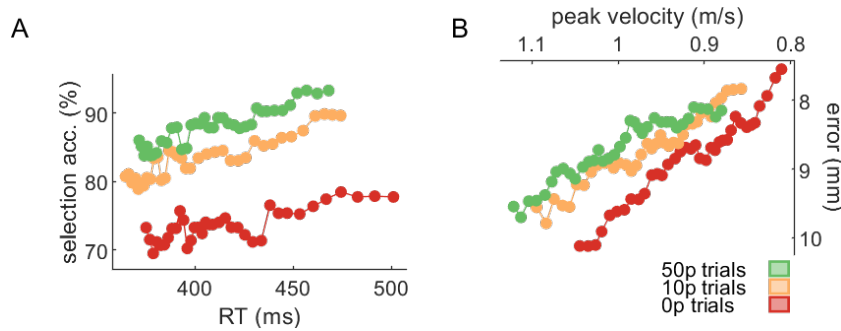 A
selection acc. (%)
90
80
70
400
450
500
RT (ms)
B
peak velocity (m/s)
1.1
1
0.9
0.8
8
9
10
error (mm)
50p trials
10p trials
0p trials